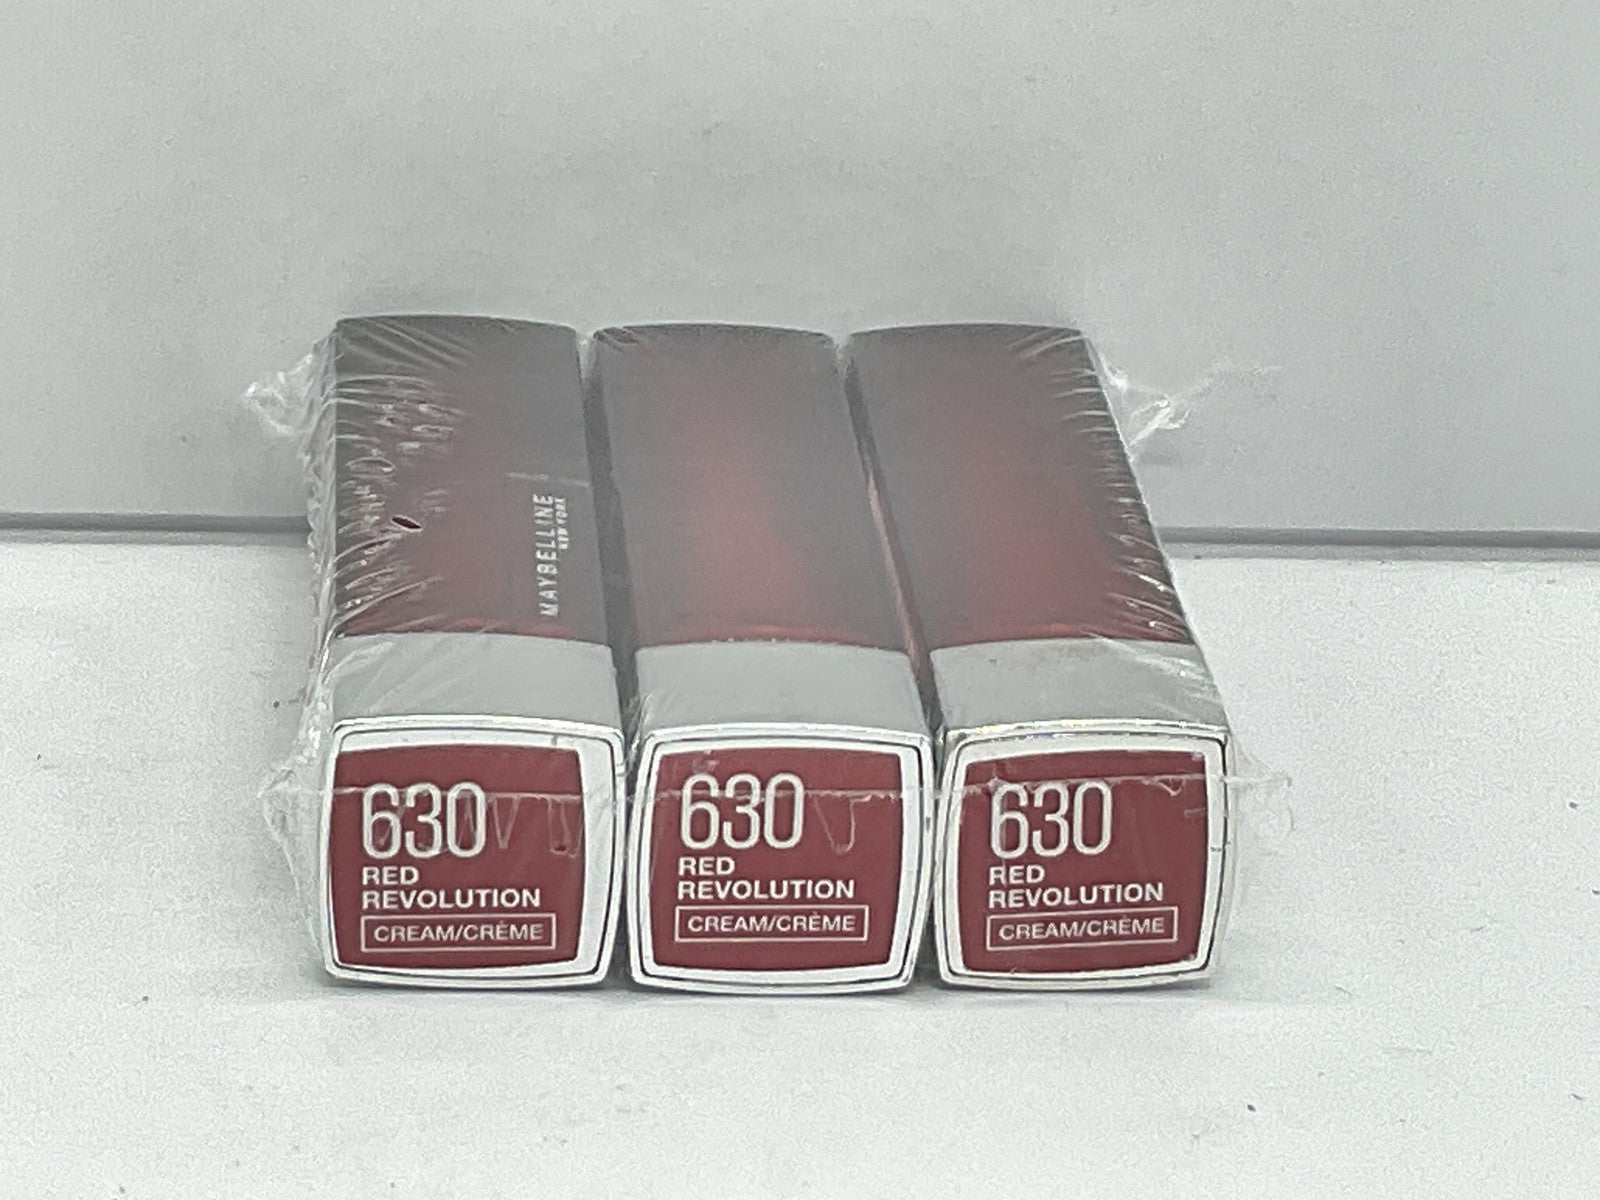 MAYBELLINE
NEW YORK
630
RED
REVOLUTION
CREAM/CRÈME
630
RED
REVOLUTION
CREAM/CRÈME
630
RED
REVOLUTION
CREAM/CRÈME